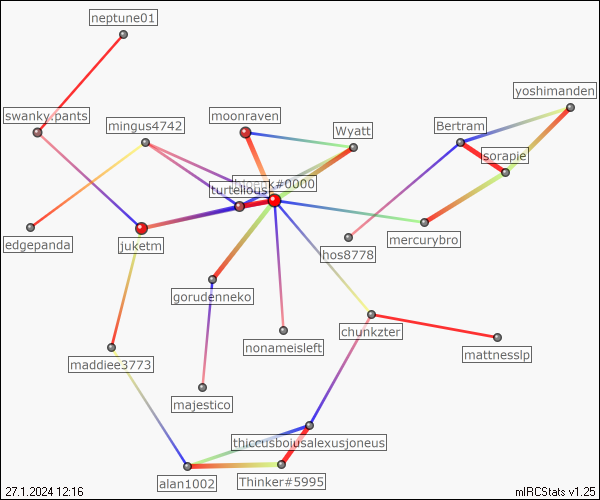 neptune01
yoshimanden
swanky.pants
mingus4742
moonraven
Wyatt
Bertram
sorapie
turtellous
#0000
edgepanda
juketm
hos8778
mercurybro
gorudenneko
nonameisleft
chunkzter
mattnesslp
maddiee3773
majestico
thiccusboiusalexusjoneus
alan1002
Thinker#5995
27.1.2024 12:16
mIRCStats v1.25